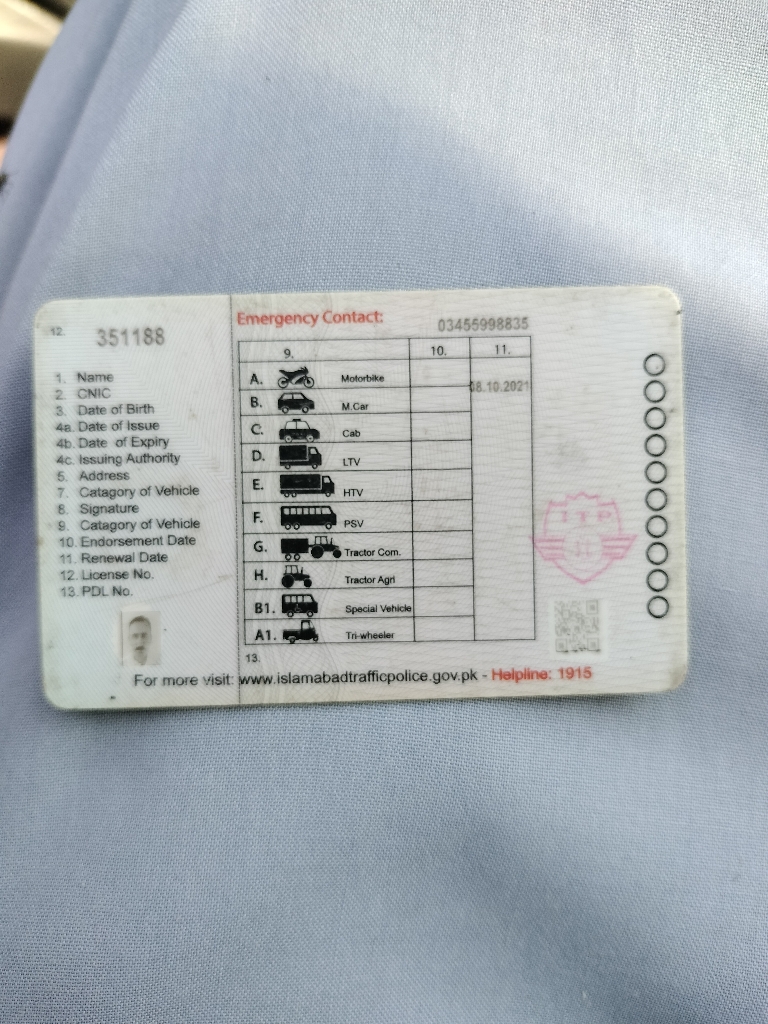 12. 351188
1. Name
2. CNIC
3. Date of Birth
4a. Date of Issue
4b. Date of Expiry
4c. Issuing Authority
5. Address
7. Catagory of Vehicle
8. Signature
9. Catagory of Vehicle
10. Endorsement Date
11. Renewal Date
12. License No.
13. PDL No.
Emergency Contact: 03455998835
9. 10. 11.
A. Motorbike 08.10.2021
B. M.Car
C. Cab
D. LTV
E. HTV
F. PSV
G. Tractor Com.
H. Tractor Agri
B1. Special Vehicle
A1. Tri-wheeler
13.
ITP
For more visit: www.islamabadtrafficpolice.gov.pk - Helpline: 1915